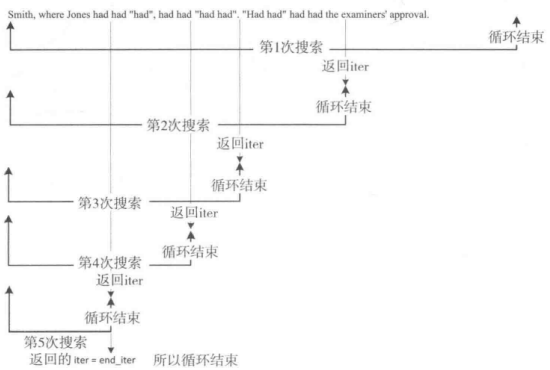 Smith, where Jones had had "had", had had "had had". "Had had" had had the examiners' approval.
循环结束
第1次搜索
返回iter
循环结束
第2次搜索
返回iter
循环结束
第3次搜索
返回iter
循环结束
第4次搜索
返回iter
循环结束
第5次搜索
返回的 iter = end_iter 所以循环结束